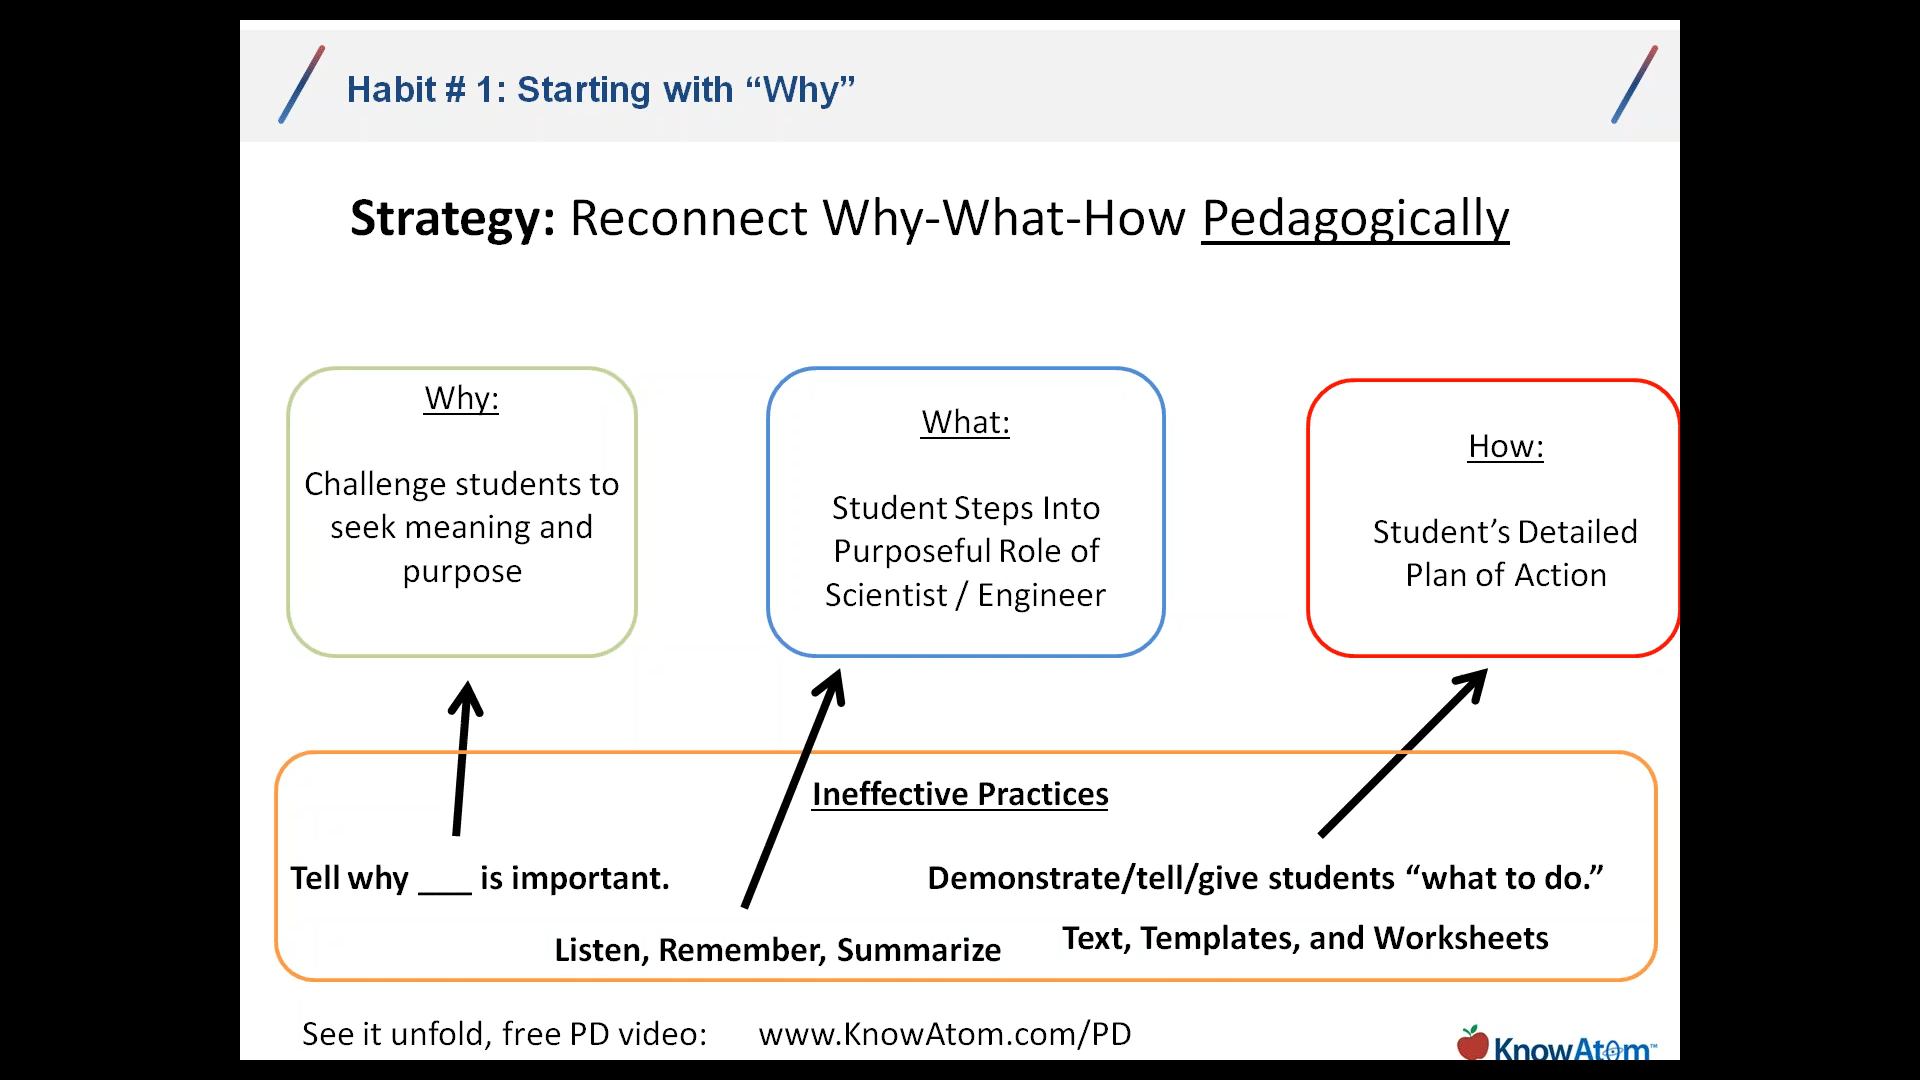 Habit # 1: Starting with “Why”
Strategy: Reconnect Why-What-How Pedagogically
Why:
Challenge students to
seek meaning and
purpose
What:
Student Steps Into
Purposeful Role of
Scientist / Engineer
How:
Student’s Detailed
Plan of Action
Ineffective Practices
Tell why ___ is important.
Demonstrate/tell/give students “what to do.”
Listen, Remember, Summarize
Text, Templates, and Worksheets
See it unfold, free PD video: www.KnowAtom.com/PD
KnowAtom™